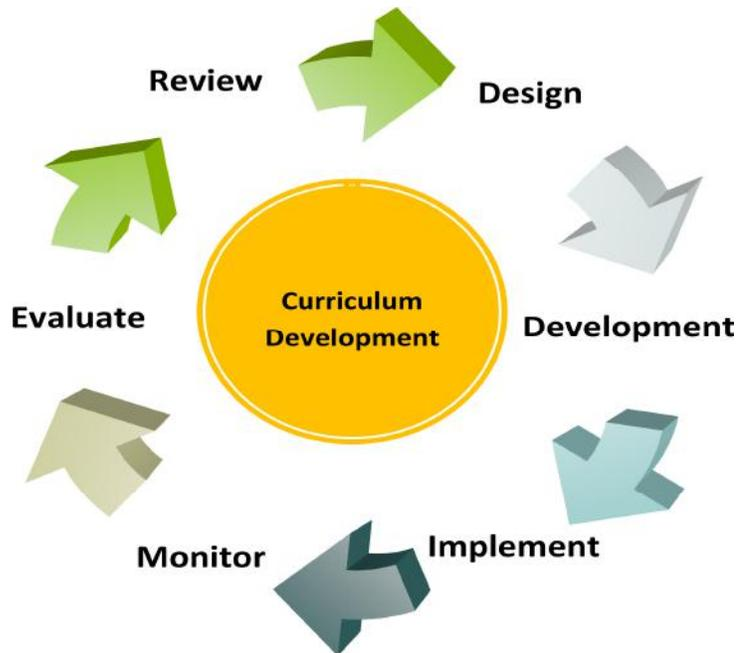 Review
Design
Curriculum
Development
Evaluate
Development
Monitor
Implement